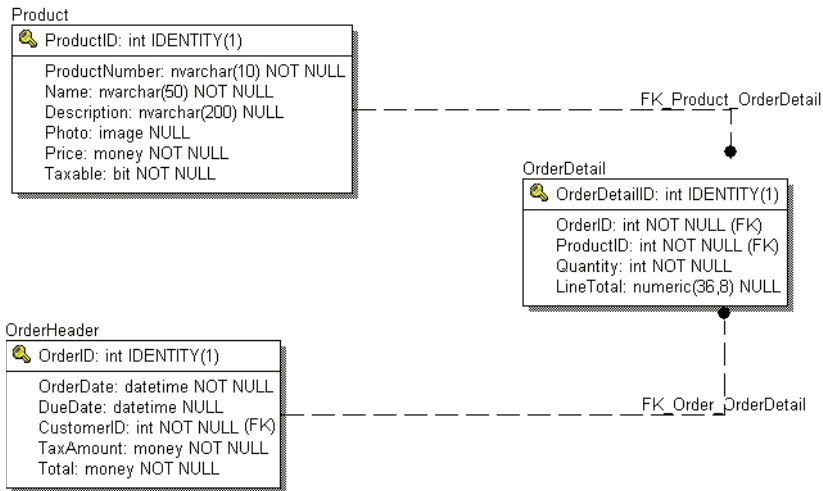 Product
ProductID: int IDENTITY(1)
ProductNumber: nvarchar(10) NOT NULL
Name: nvarchar(50) NOT NULL
Description: nvarchar(200) NULL
Photo: image NULL
Price: money NOT NULL
Taxable: bit NOT NULL
FK_Product_OrderDetail
OrderDetail
OrderDetailID: int IDENTITY(1)
OrderID: int NOT NULL (FK)
ProductID: int NOT NULL (FK)
Quantity: int NOT NULL
LineTotal: numeric(36,8) NULL
OrderHeader
OrderID: int IDENTITY(1)
OrderDate: datetime NOT NULL
DueDate: datetime NULL
CustomerID: int NOT NULL (FK)
TaxAmount: money NOT NULL
Total: money NOT NULL
FK_Order_OrderDetail